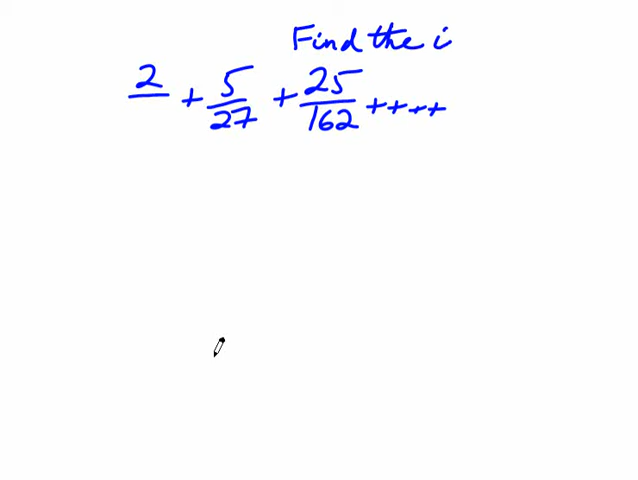 Find the i
2/ + 5/27 + 25/162 ++++